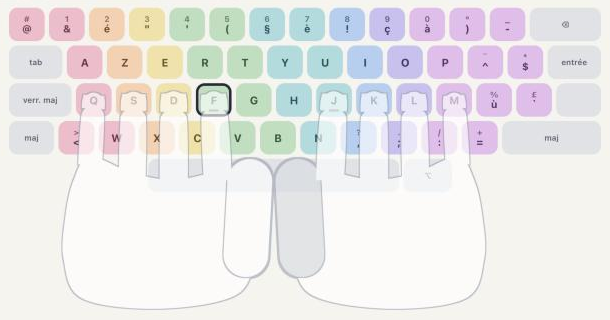 # 1 2 3 4 5 6 7 8 9 0 ° _
@ & é " ' ( § è ! ç à ) - ⌫
tab A Z E R T Y U I O P ¨ ^ * $ entrée
verr. maj Q S D F G H J K L M % ù £ `
maj > < W X C V B N ? , . ; / : + = maj
⌥